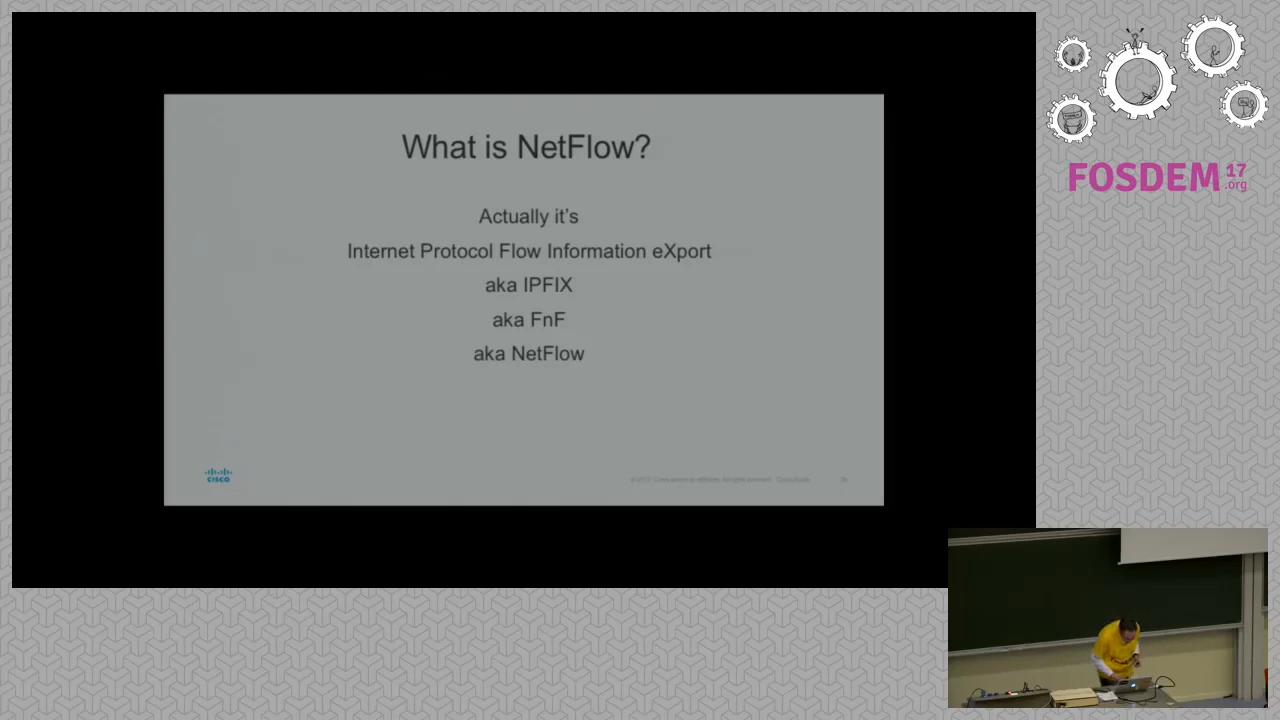 What is NetFlow?
Actually it's
Internet Protocol Flow Information eXport
aka IPFIX
aka FnF
aka NetFlow
CISCO
FOSDEM 17
.org